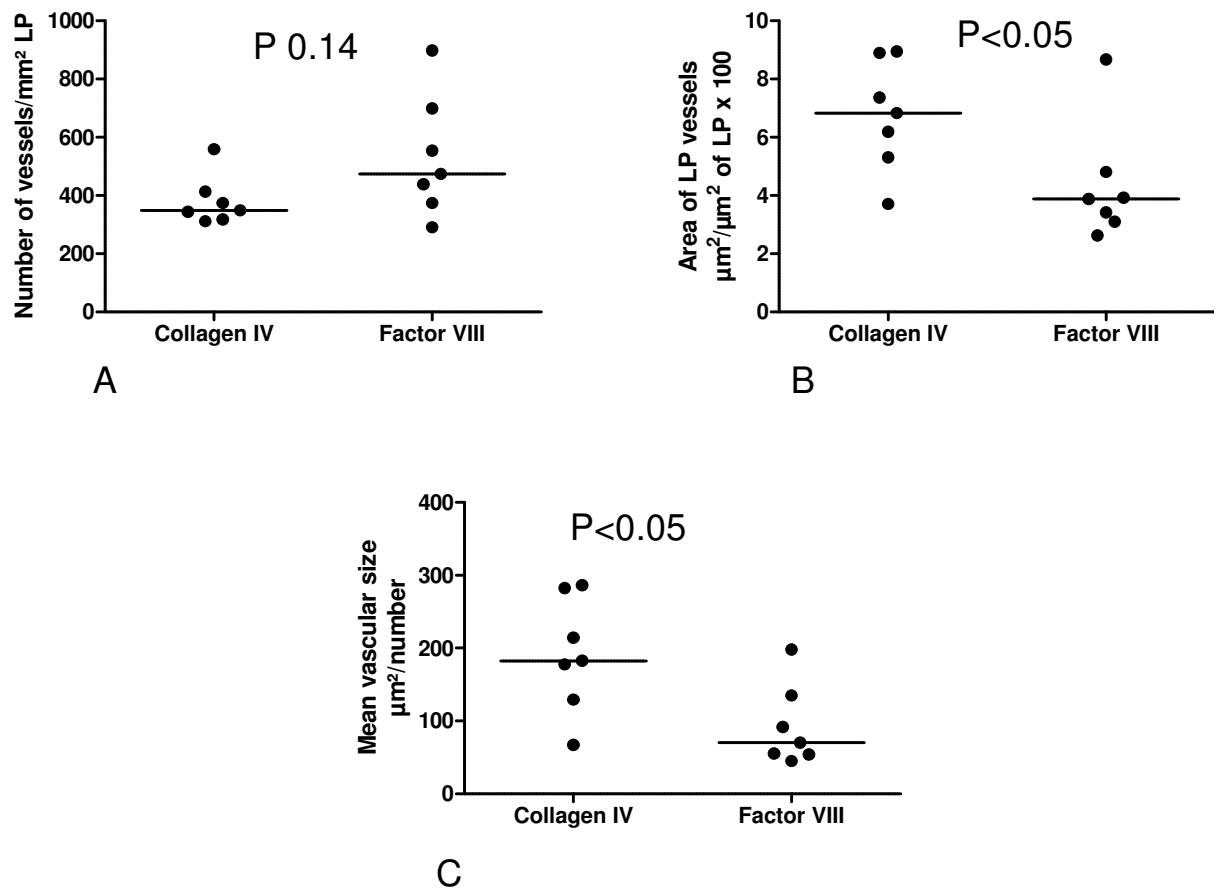 Number of vessels/mm² LP
1000
800
600
400
200
0
P 0.14
Collagen IV
Factor VIII
A
Area of LP vessels
µm²/µm² of LP x 100
10
8
6
4
2
0
P<0.05
Collagen IV
Factor VIII
B
Mean vascular size
µm²/number
400
300
200
100
0
P<0.05
Collagen IV
Factor VIII
C